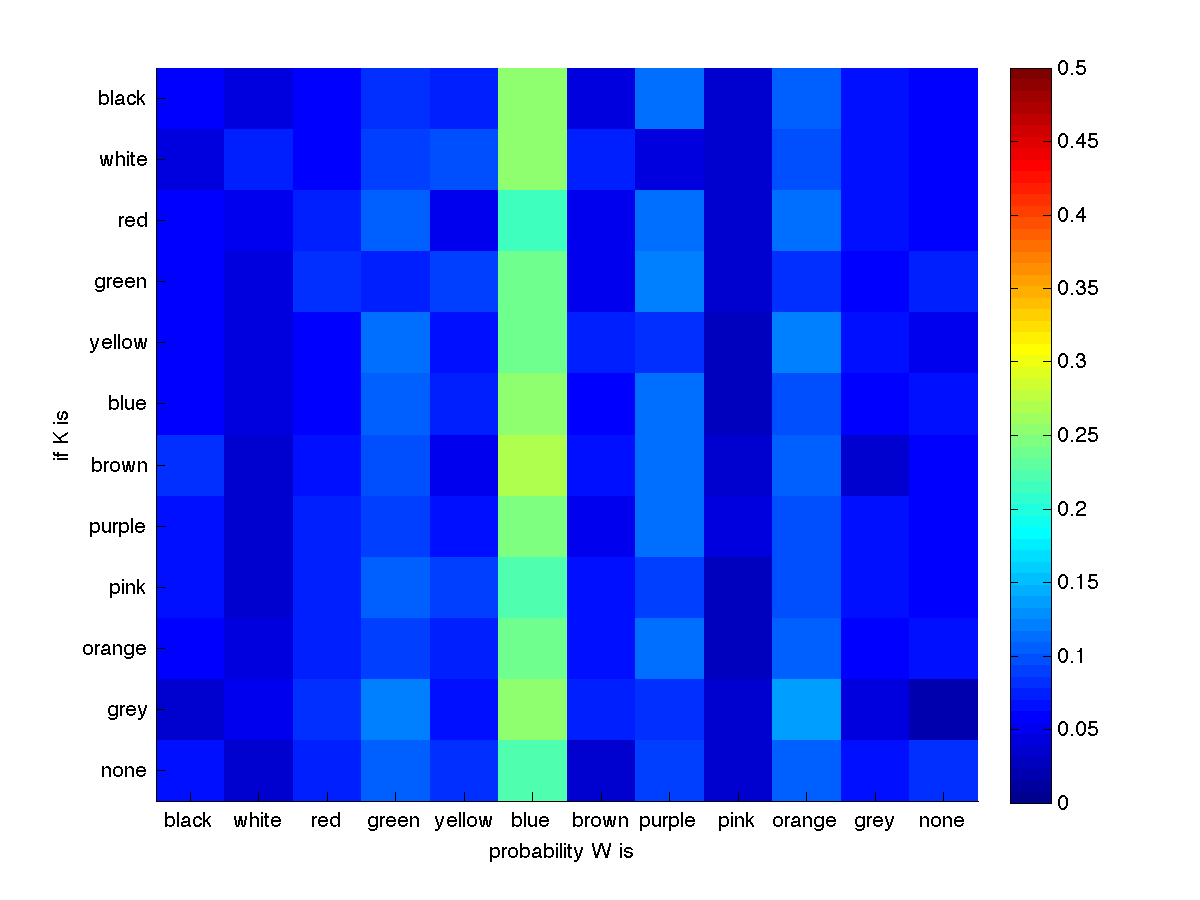 black
white
red
green
yellow
blue
brown
purple
pink
orange
grey
none
if K is
black white red green yellow blue brown purple pink orange grey none
probability W is
0.5
0.45
0.4
0.35
0.3
0.25
0.2
0.15
0.1
0.05
0